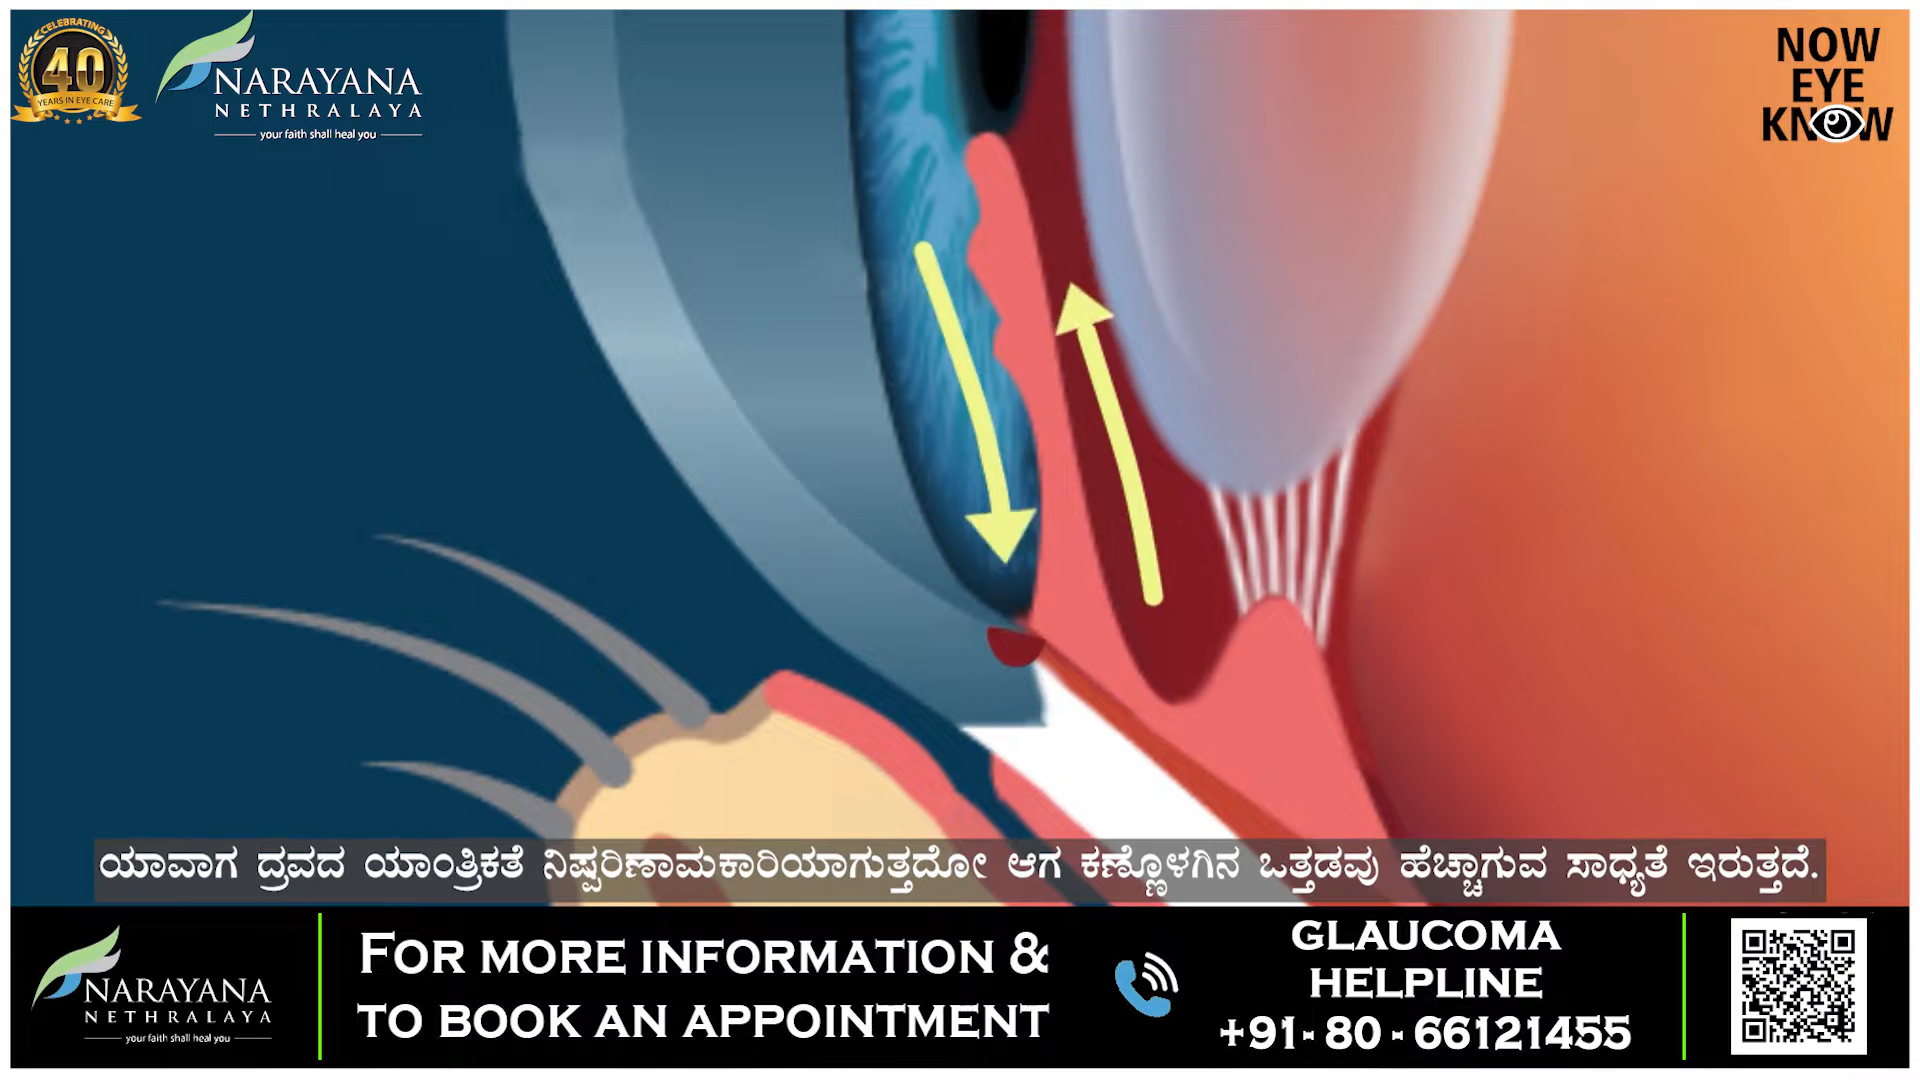 CELEBRATING
40
YEARS IN EYE CARE
NARAYANA
NETHRALAYA
your faith shall heal you
NOW
EYE
KNOW
ಯಾವಾಗ ದ್ರವದ ಯಾಂತ್ರಿಕತೆ ನಿಷ್ಪರಿಣಾಮಕಾರಿಯಾಗುತ್ತದೋ ಆಗ ಕಣ್ಣೊಳಗಿನ ಒತ್ತಡವು ಹೆಚ್ಚಾಗುವ ಸಾಧ್ಯತೆ ಇರುತ್ತದೆ.
NARAYANA
NETHRALAYA
your faith shall heal you
FOR MORE INFORMATION &
TO BOOK AN APPOINTMENT
GLAUCOMA
HELPLINE
+91- 80 - 66121455